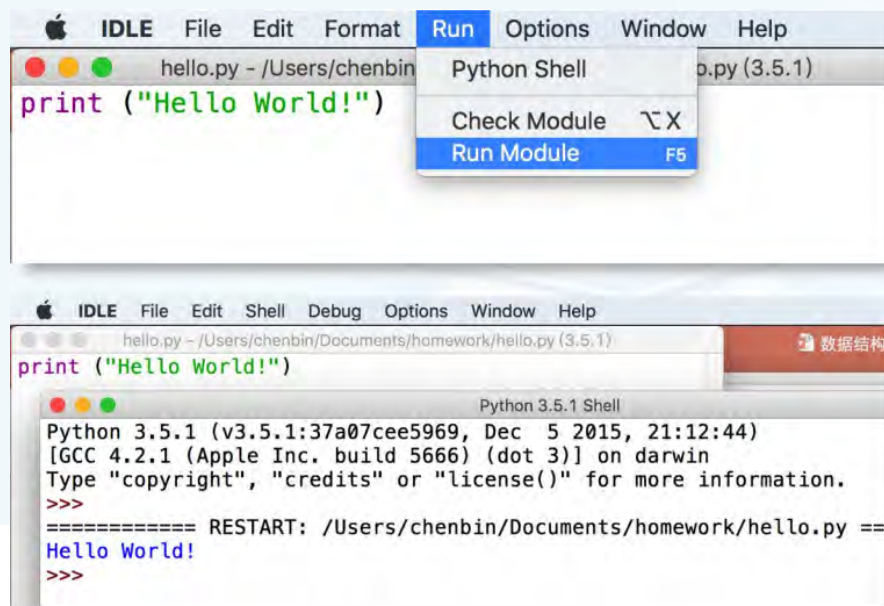 IDLE File Edit Format Run Options Window Help
hello.py - /Users/chenbin o.py (3.5.1)
print ("Hello World!")
Python Shell
Check Module ⌥X
Run Module F5
IDLE File Edit Shell Debug Options Window Help
hello.py - /Users/chenbin/Documents/homework/hello.py (3.5.1)
数据结构
print ("Hello World!")
Python 3.5.1 Shell
Python 3.5.1 (v3.5.1:37a07cee5969, Dec  5 2015, 21:12:44)
[GCC 4.2.1 (Apple Inc. build 5666) (dot 3)] on darwin
Type "copyright", "credits" or "license()" for more information.
>>>
============ RESTART: /Users/chenbin/Documents/homework/hello.py ==
Hello World!
>>>